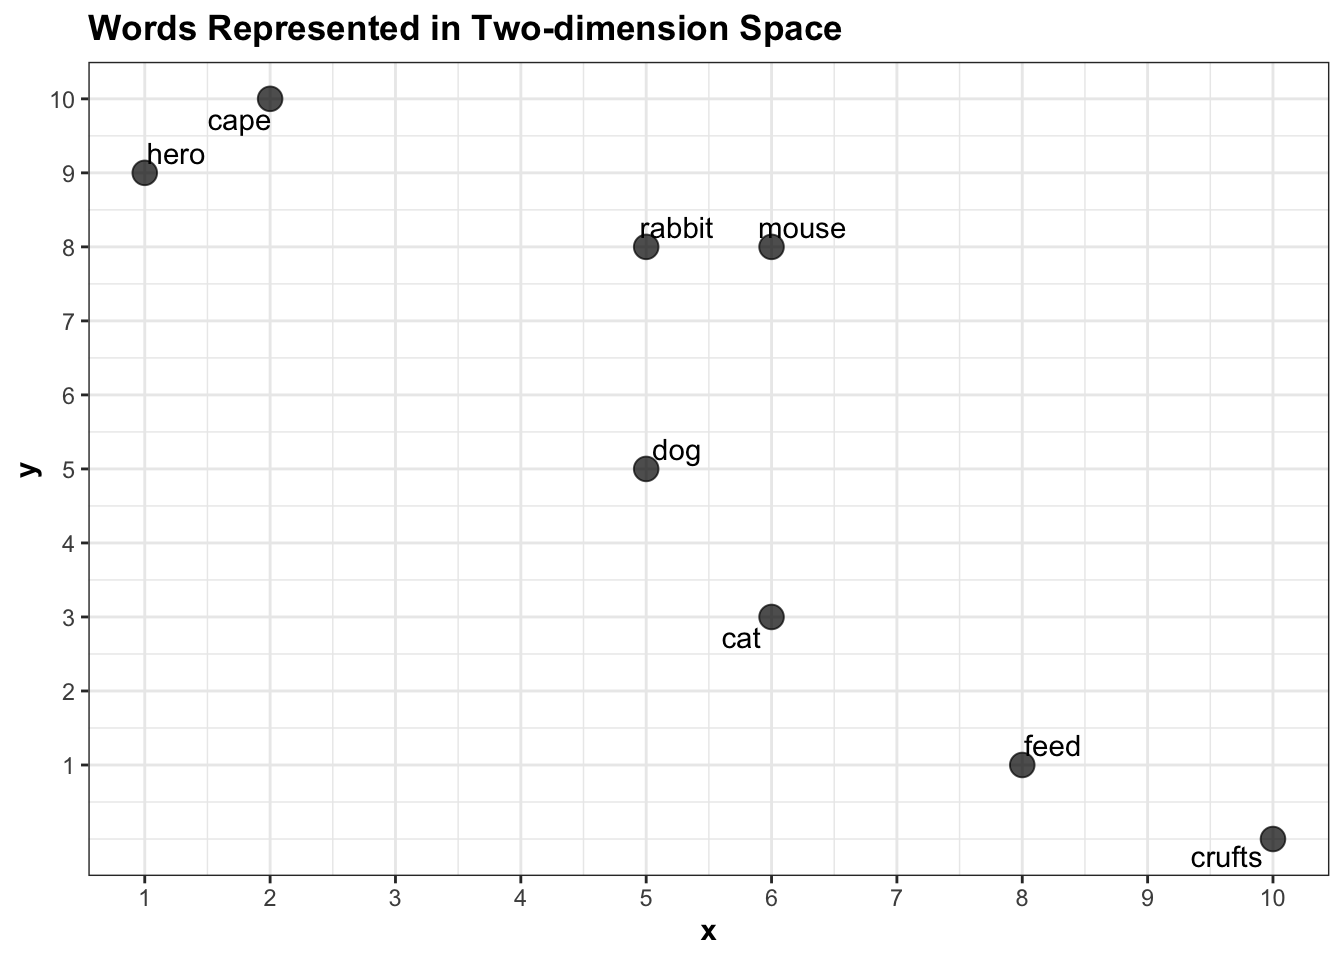 Words Represented in Two-dimension Space
10
cape
hero
9
rabbit
mouse
8
7
6
y
dog
5
4
3
cat
2
feed
1
crufts
1 2 3 4 5 6 7 8 9 10
x